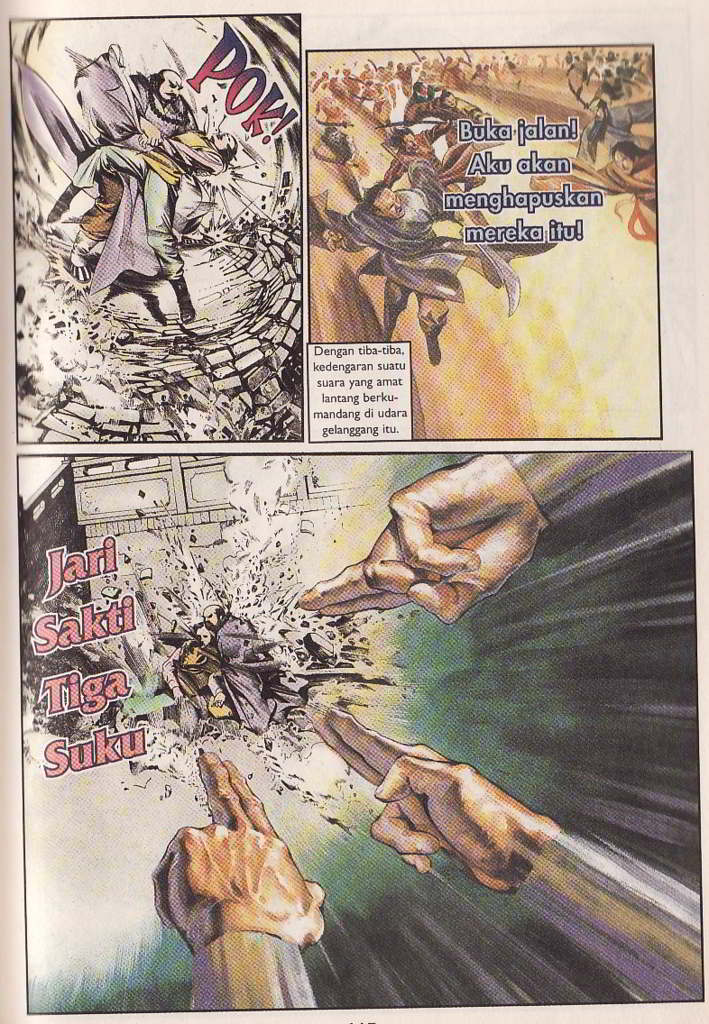 POK!
Buka jalan!
Aku akan
menghapuskan
mereka itu!
Dengan tiba-tiba,
kedengaran suatu
suara yang amat
lantang berku-
mandang di udara
gelanggang itu.
Jari
Sakti
Tiga
Suku